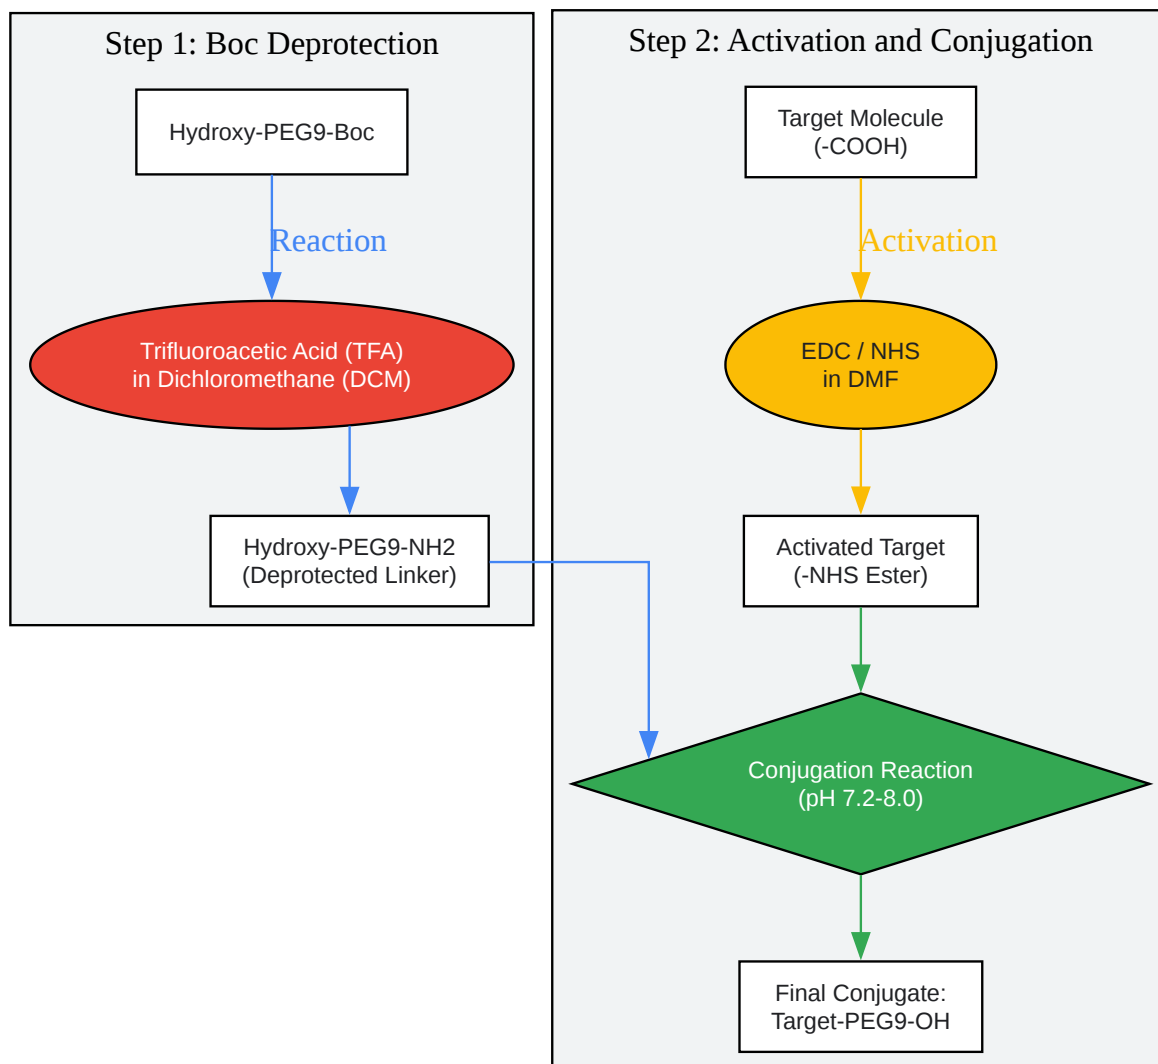 Step 1: Boc Deprotection
Hydroxy-PEG9-Boc
Reaction
Trifluoroacetic Acid (TFA)
in Dichloromethane (DCM)
Hydroxy-PEG9-NH2
(Deprotected Linker)
Step 2: Activation and Conjugation
Target Molecule
(-COOH)
Activation
EDC / NHS
in DMF
Activated Target
(-NHS Ester)
Conjugation Reaction
(pH 7.2-8.0)
Final Conjugate:
Target-PEG9-OH